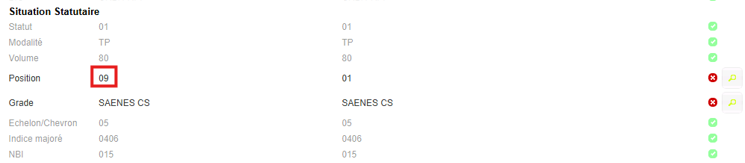 Situation Statutaire
Statut 01 01
Modalité TP TP
Volume 80 80
Position 09 01
Grade SAENES CS SAENES CS
Echelon/Chevron 05 05
Indice majoré 0406 0406
NBI 015 015